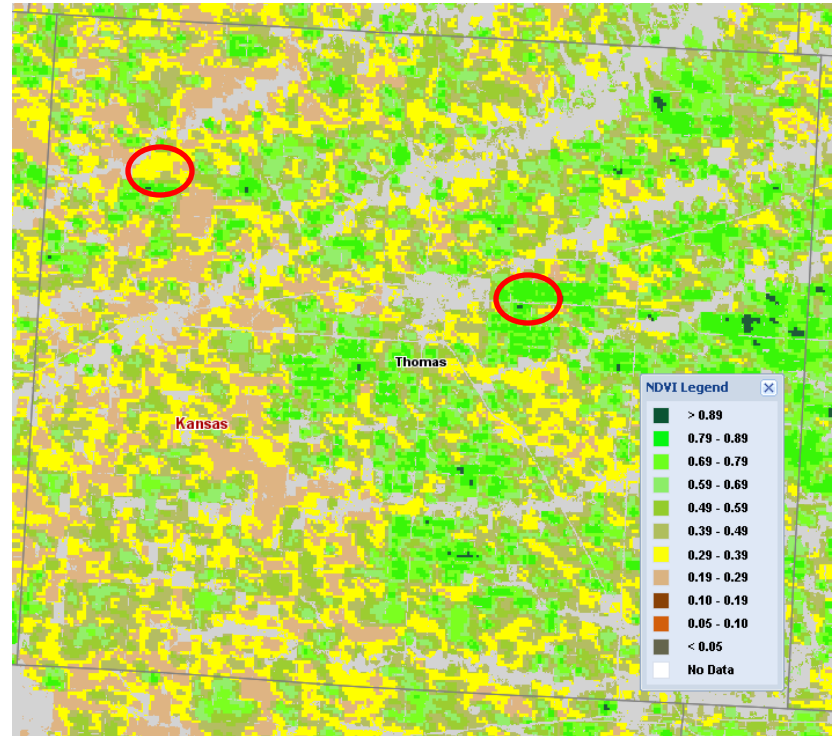 Thomas
Kansas
NDVI Legend
> 0.89
0.79 - 0.89
0.69 - 0.79
0.59 - 0.69
0.49 - 0.59
0.39 - 0.49
0.29 - 0.39
0.19 - 0.29
0.10 - 0.19
0.05 - 0.10
< 0.05
No Data